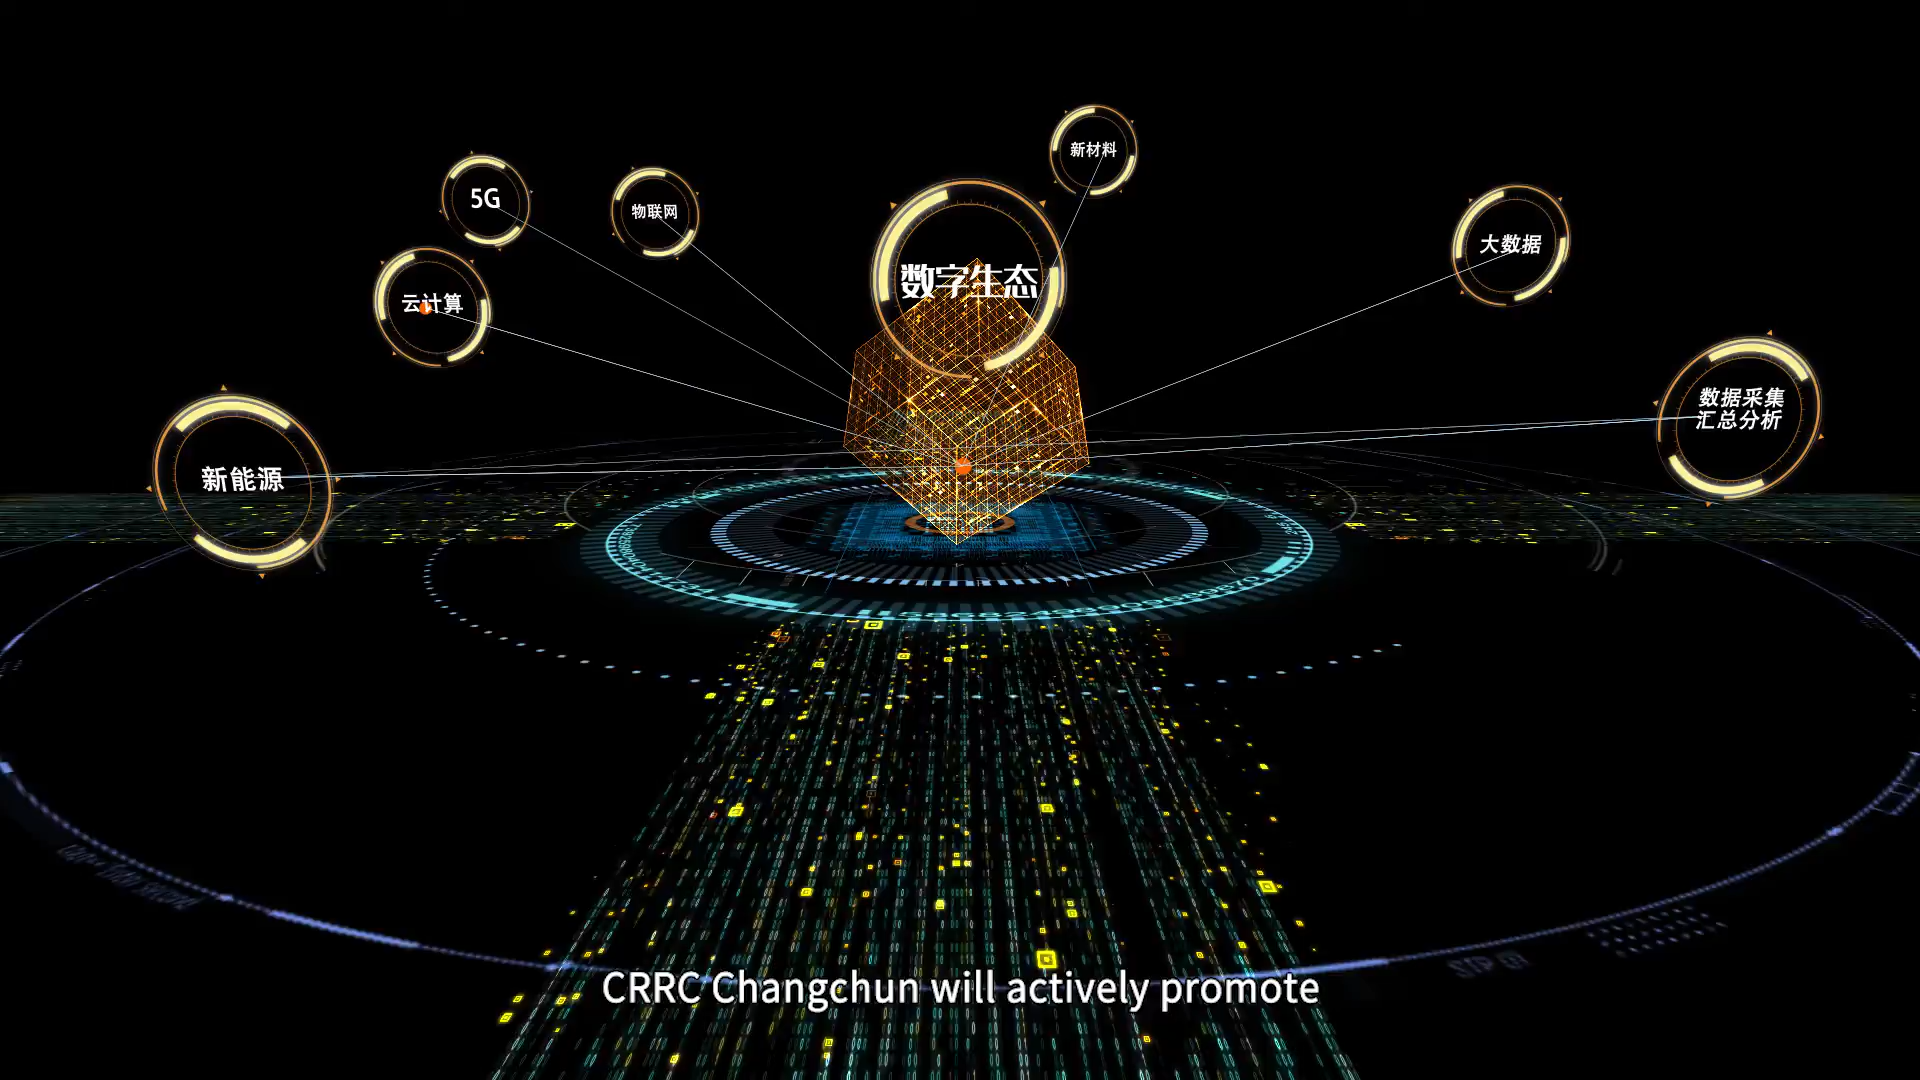 新材料
5G
物联网
大数据
数字生态
云计算
数据采集
汇总分析
新能源
CRRC Changchun will actively promote